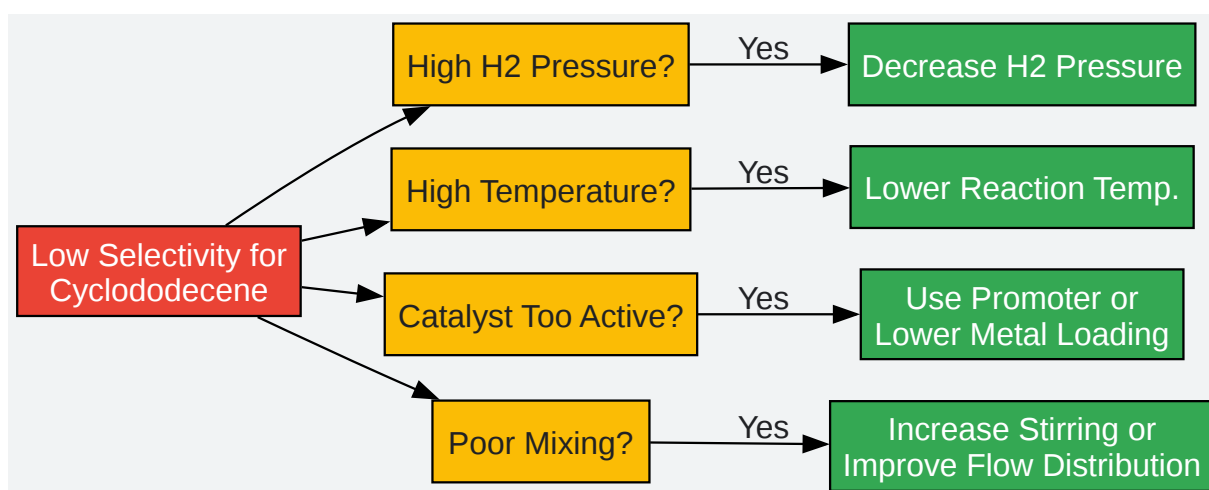 High H2 Pressure?
Yes
Decrease H2 Pressure
High Temperature?
Yes
Lower Reaction Temp.
Low Selectivity for
Cyclododecene
Catalyst Too Active?
Yes
Use Promoter or
Lower Metal Loading
Poor Mixing?
Yes
Increase Stirring or
Improve Flow Distribution